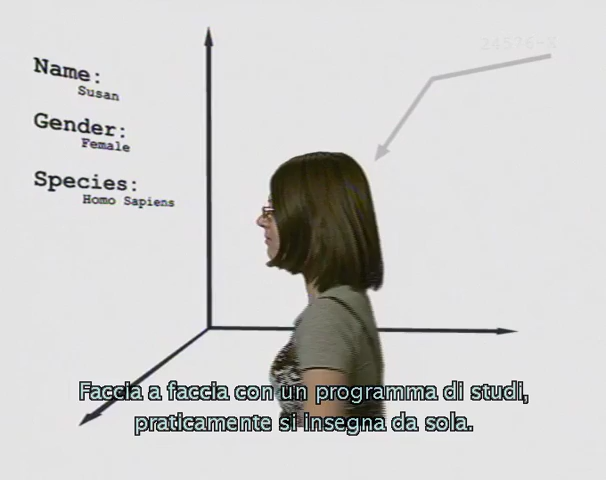 24576-X
Name:
Susan
Gender:
Female
Species:
Homo Sapiens
Faccia a faccia con un programma di studi,
praticamente si insegna da sola.